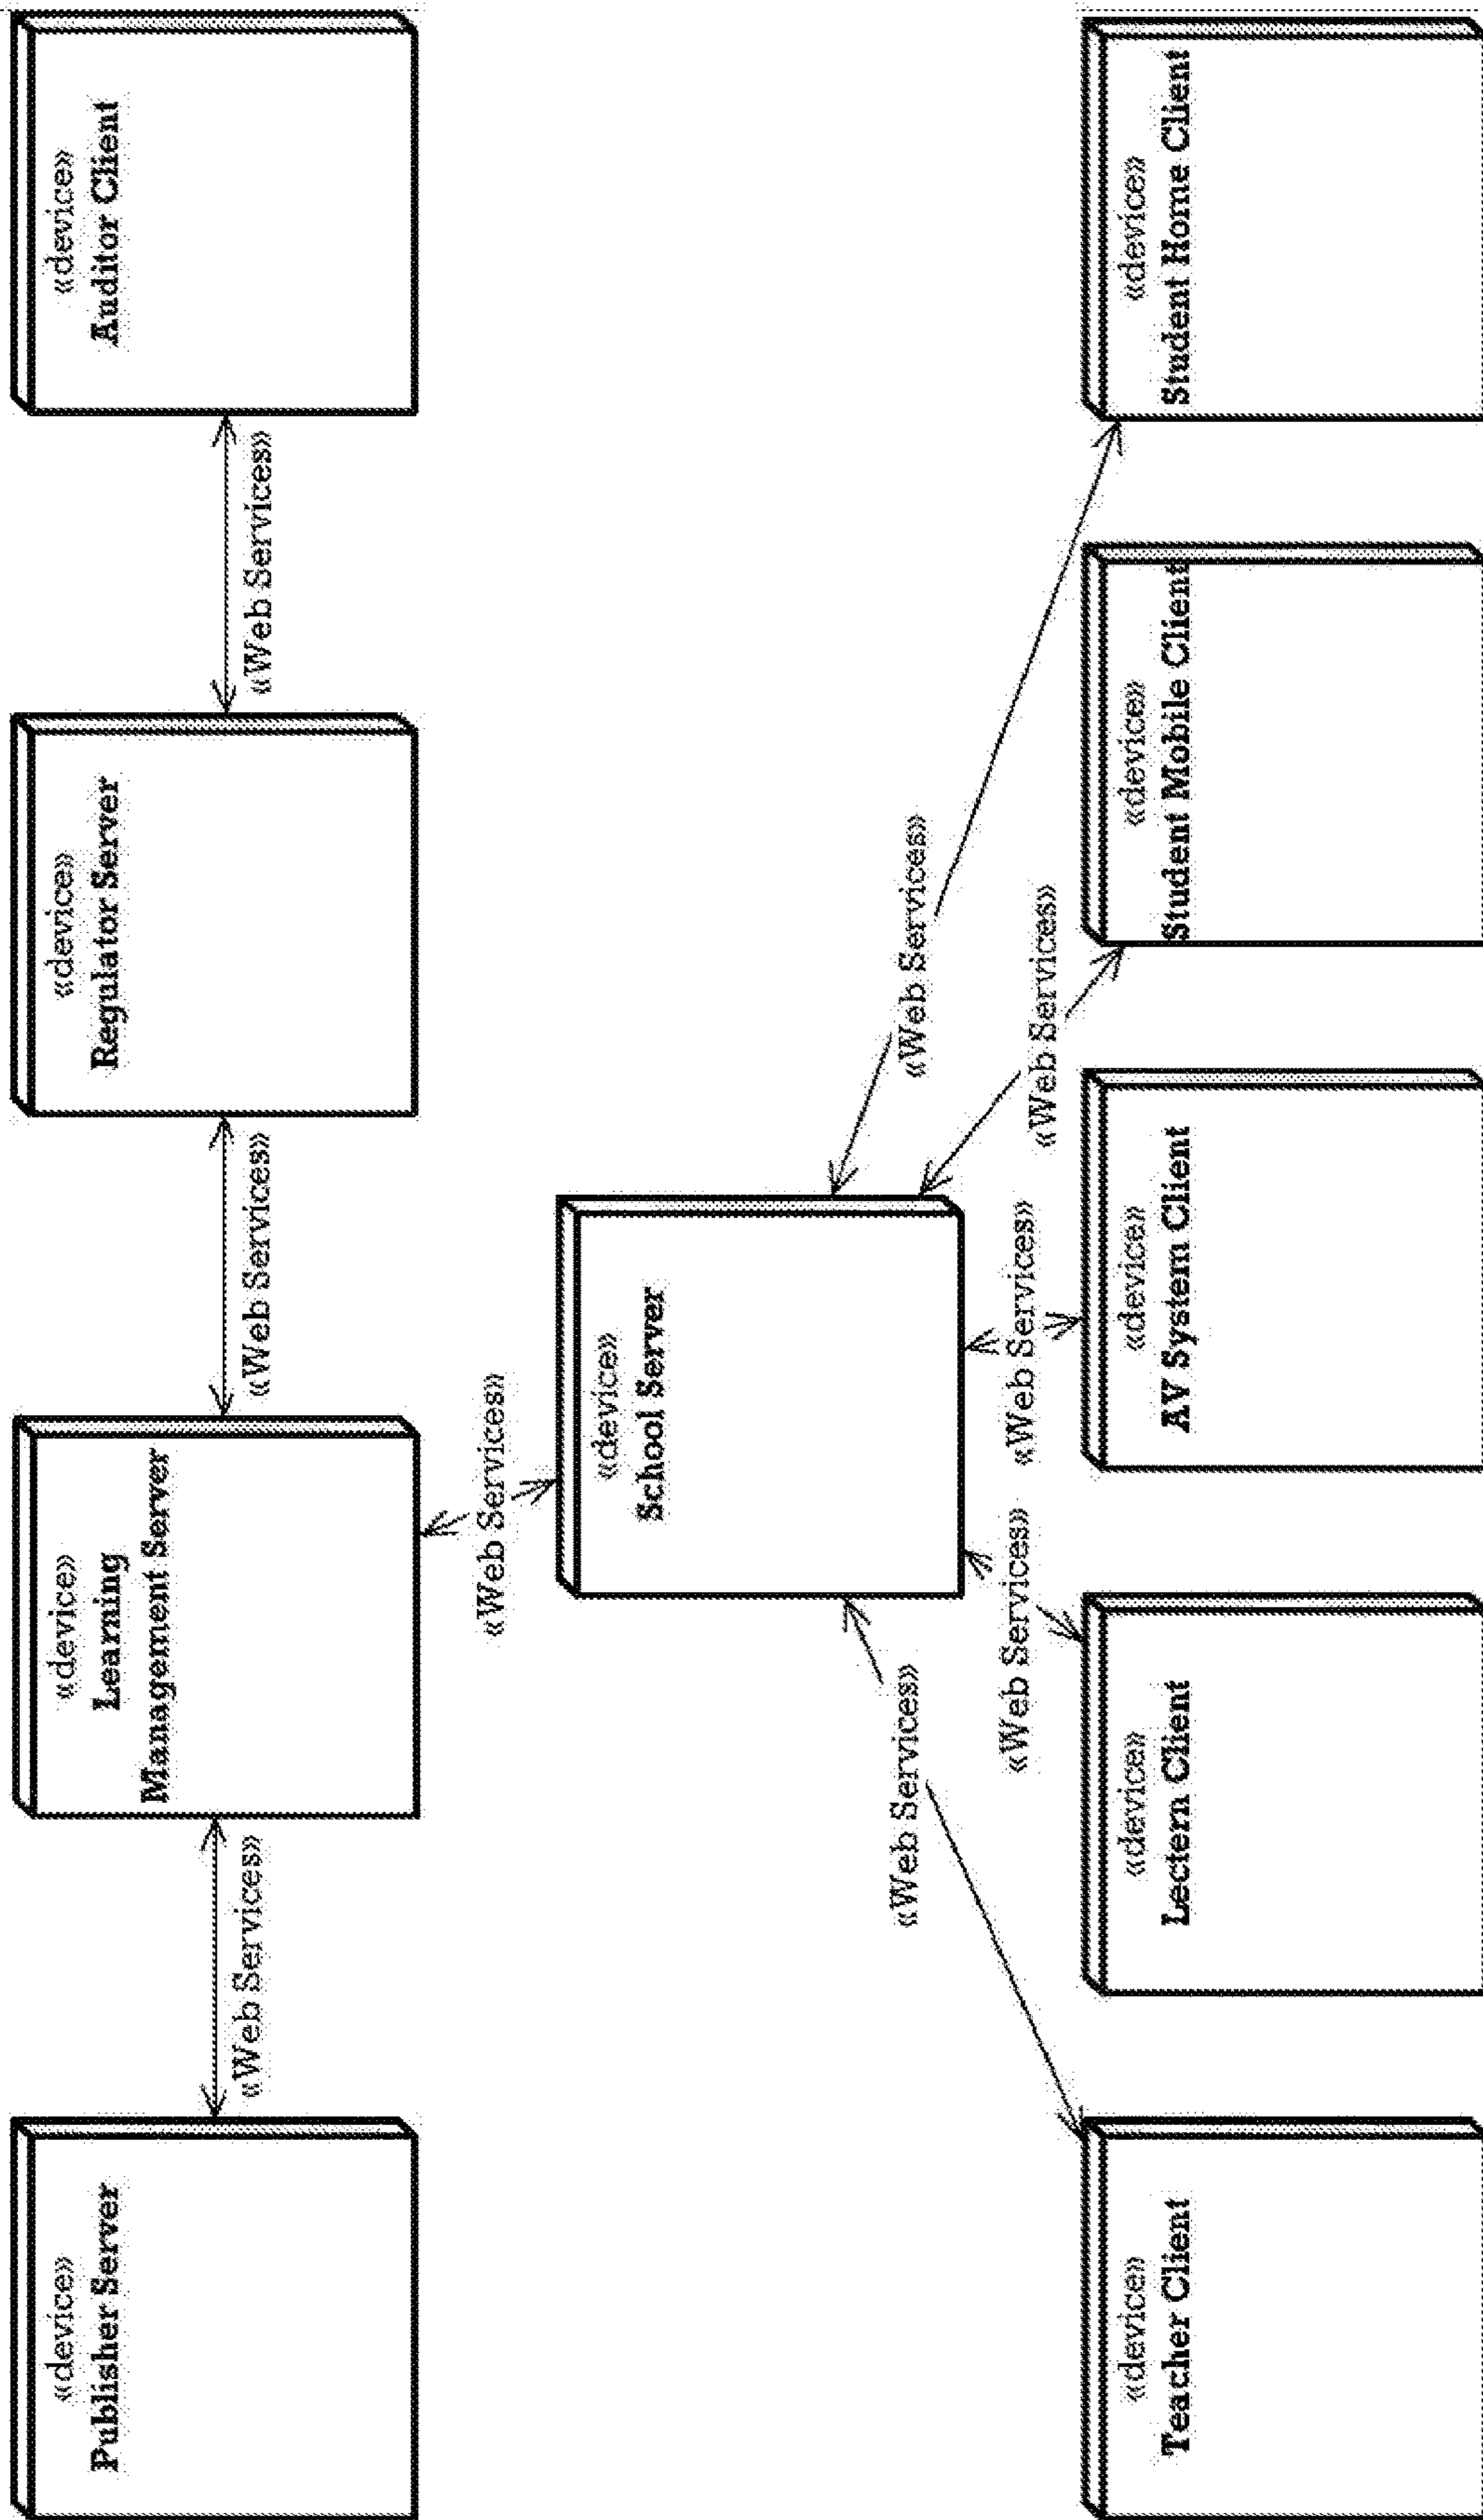 «device»
Publisher Server
«Web Services»
«device»
Learning
Management Server
«Web Services»
«device»
Regulator Server
«Web Services»
«device»
Auditor Client
«Web Services»
«device»
School Server
«Web Services»
«Web Services»
«Web Services»
«Web Services»
«Web Services»
«device»
Teacher Client
«device»
Lectern Client
«device»
AV System Client
«device»
Student Mobile Client
«device»
Student Home Client